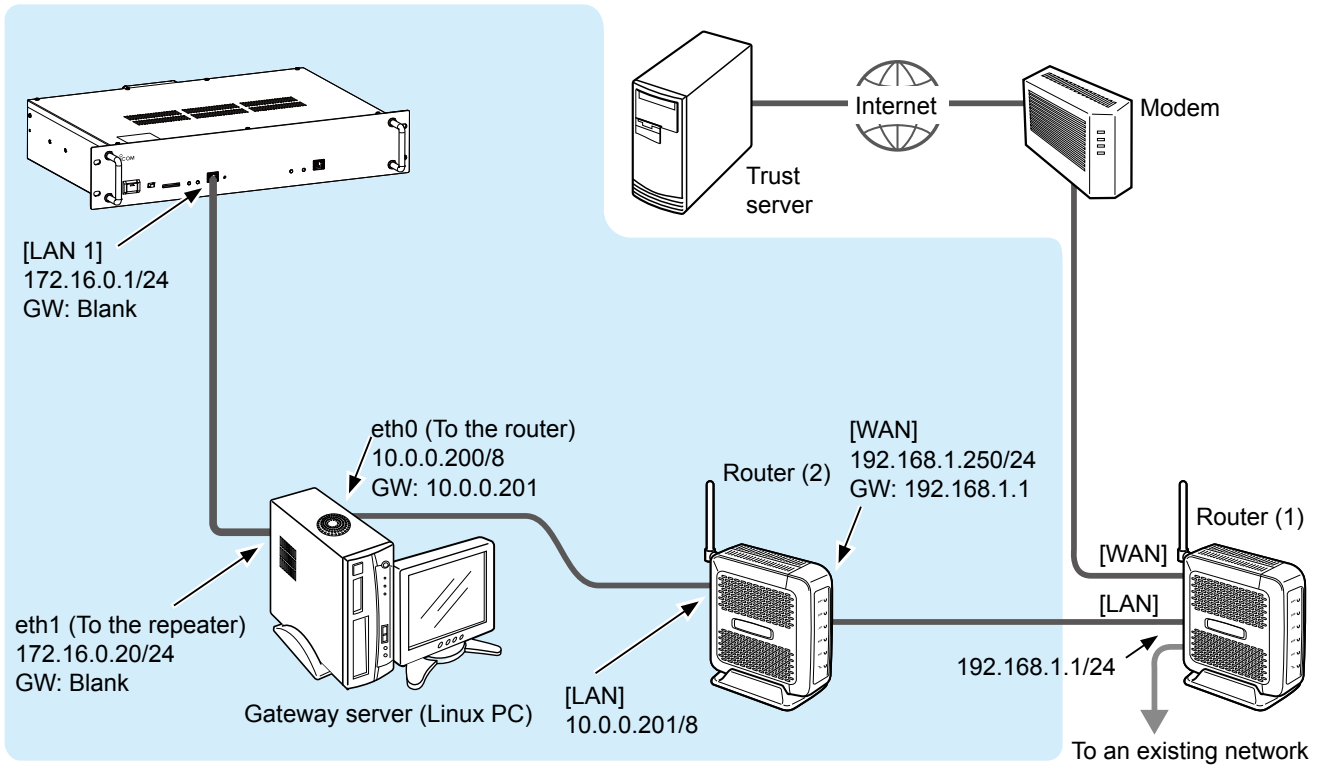 ICOM
Internet
Modem
Trust
server
[LAN 1]
172.16.0.1/24
GW: Blank
eth0 (To the router)
10.0.0.200/8
GW: 10.0.0.201
[WAN]
192.168.1.250/24
GW: 192.168.1.1
Router (2)
Router (1)
[WAN]
[LAN]
192.168.1.1/24
eth1 (To the repeater)
172.16.0.20/24
GW: Blank
Gateway server (Linux PC)
[LAN]
10.0.0.201/8
To an existing network